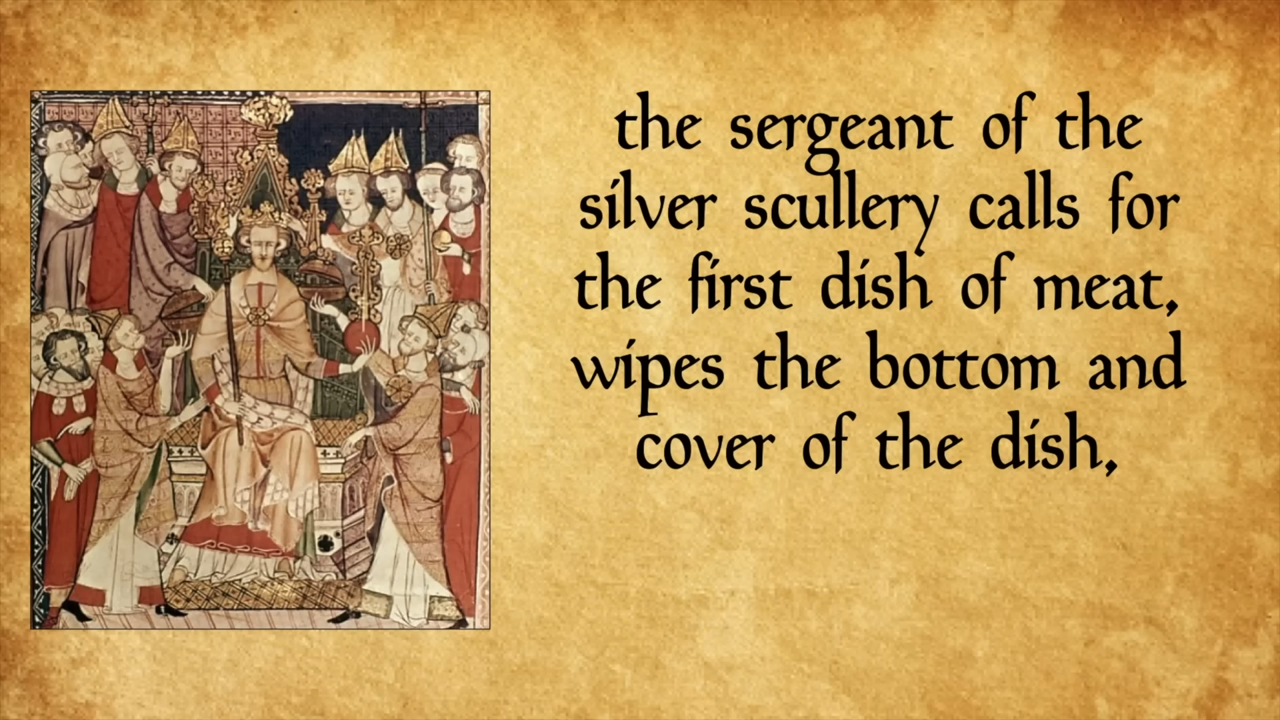 the sergeant of the
silver scullery calls for
the first dish of meat,
wipes the bottom and
cover of the dish,